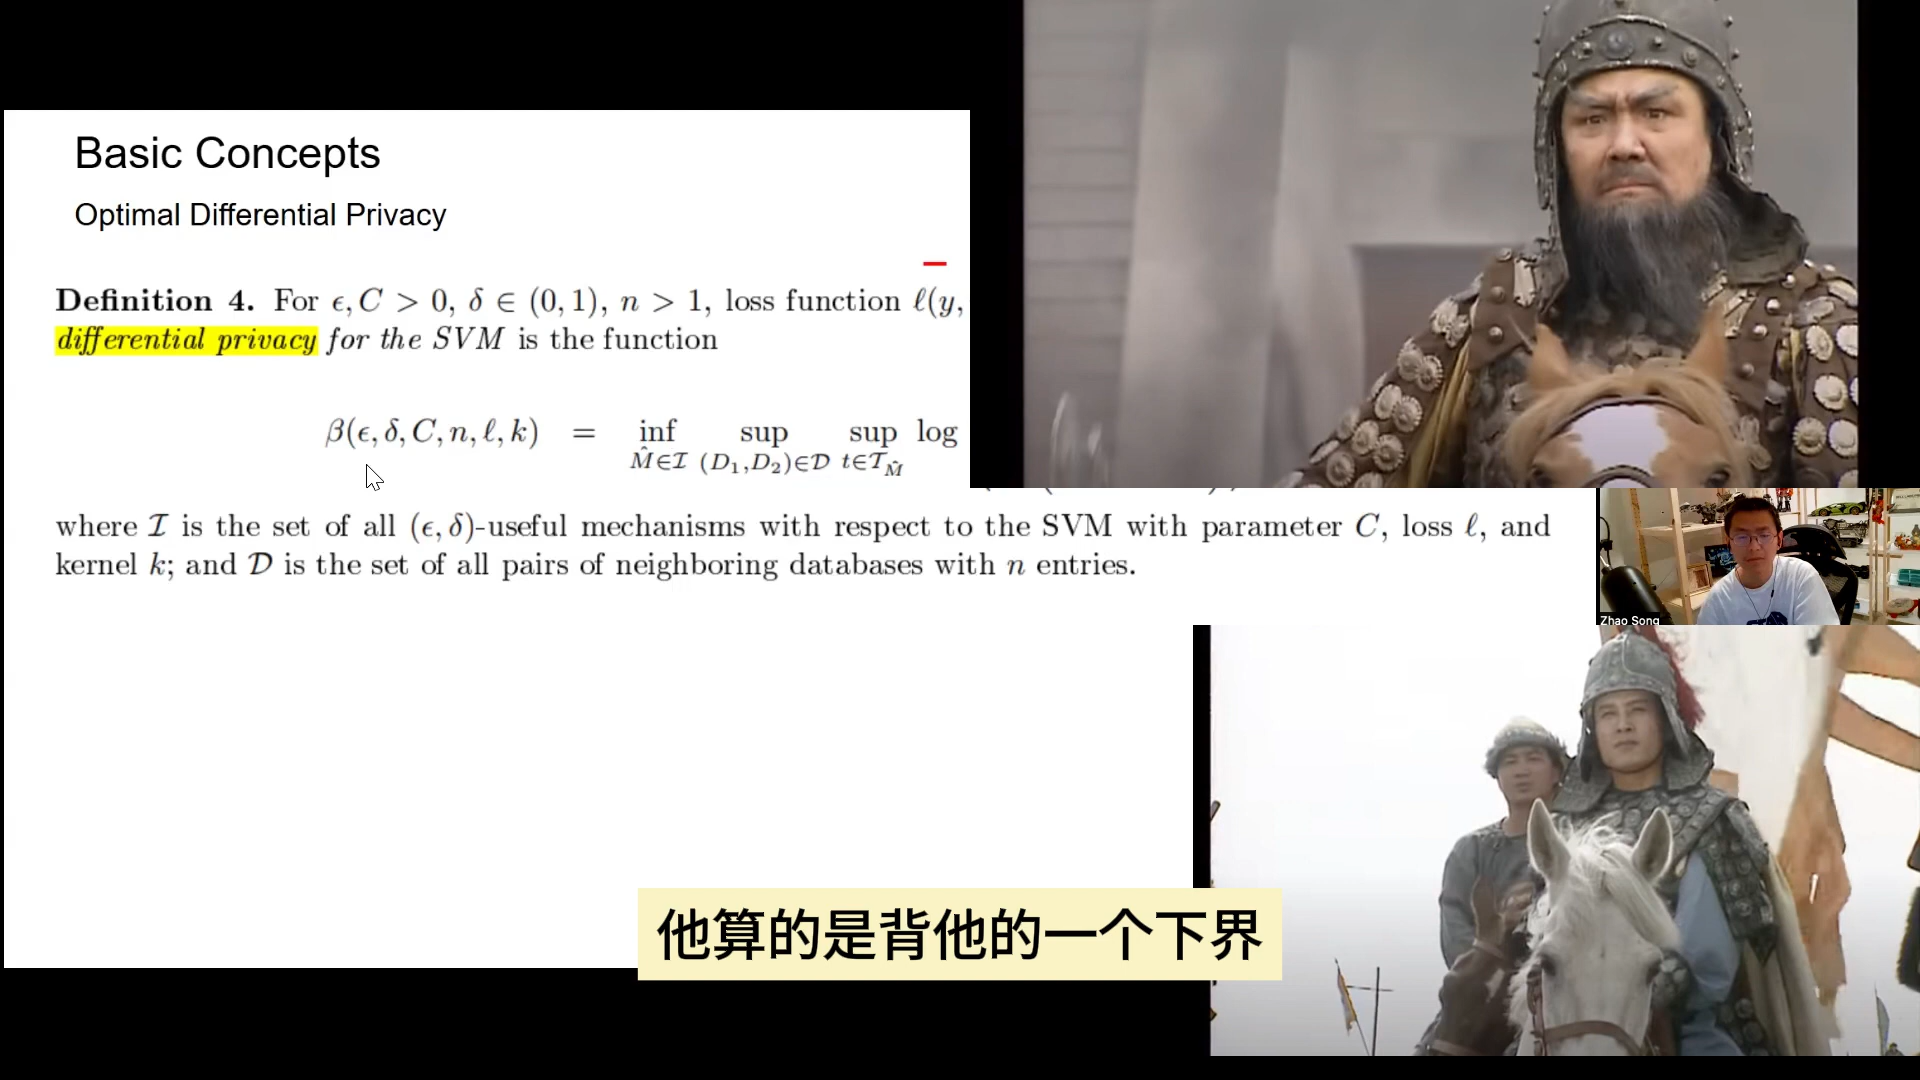 Basic Concepts
Optimal Differential Privacy
Definition 4. For ϵ, C > 0, δ ∈ (0, 1), n > 1, loss function ℓ(y,
differential privacy for the SVM is the function
β(ϵ, δ, C, n, ℓ, k) = inf sup sup log
M̂∈ℐ (D₁,D₂)∈𝒟 t∈𝒯_M̂
where ℐ is the set of all (ϵ, δ)-useful mechanisms with respect to the SVM with parameter C, loss ℓ, and
kernel k; and 𝒟 is the set of all pairs of neighboring databases with n entries.
Zhao Song
他算的是背他的一个下界